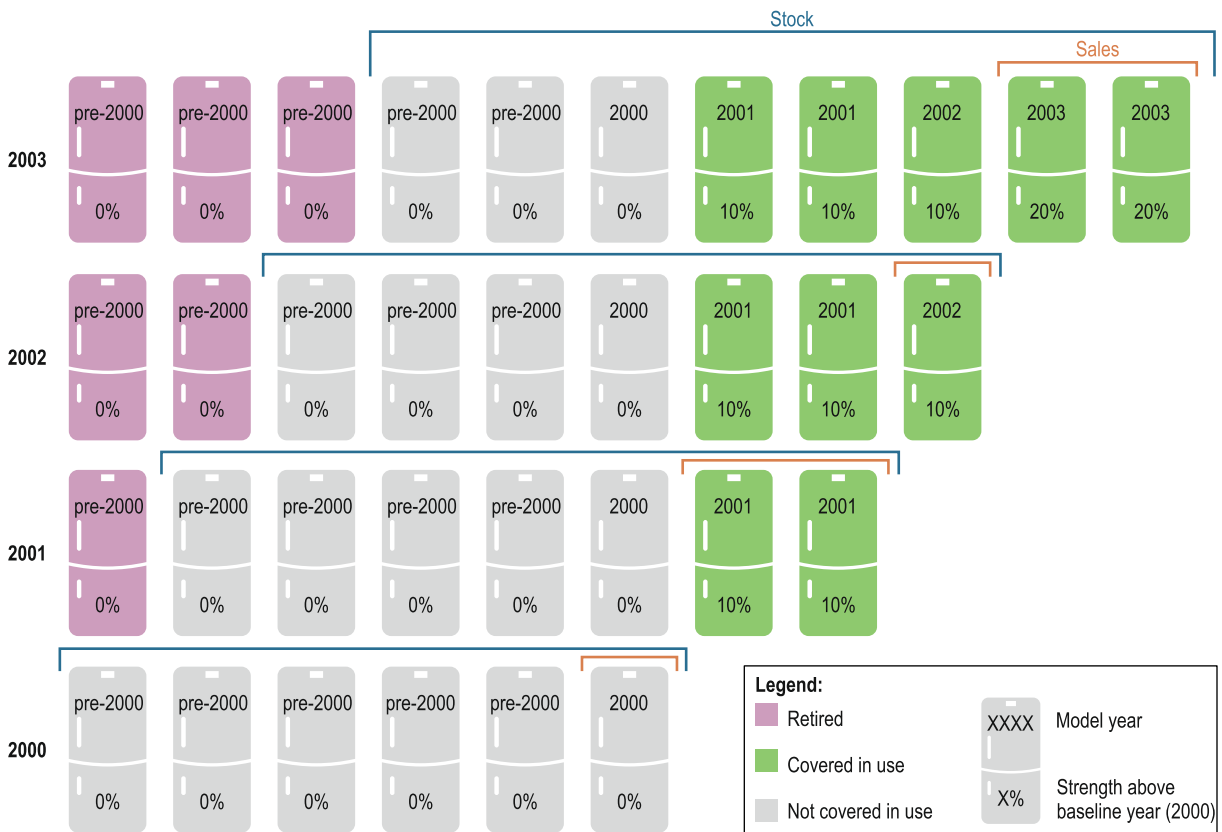 Stock
Sales
2003
pre-2000 pre-2000 pre-2000 pre-2000 pre-2000 2000 2001 2001 2002 2003 2003
0% 0% 0% 0% 0% 0% 10% 10% 10% 20% 20%
2002
pre-2000 pre-2000 pre-2000 pre-2000 pre-2000 2000 2001 2001 2002
0% 0% 0% 0% 0% 0% 10% 10% 10%
2001
pre-2000 pre-2000 pre-2000 pre-2000 pre-2000 2000 2001 2001
0% 0% 0% 0% 0% 0% 10% 10%
2000
pre-2000 pre-2000 pre-2000 pre-2000 pre-2000 2000
0% 0% 0% 0% 0% 0%
Legend:
Retired
Covered in use
Not covered in use
XXXX
Model year
X%
Strength above
baseline year (2000)